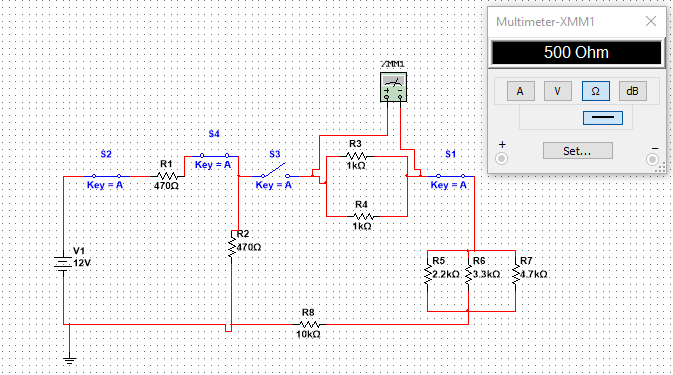 Multimeter-XMM1
500 Ohm
A
V
Ω
dB
+
Set...
−
XMM1
S4
Key = A
S2
Key = A
R1
470Ω
S3
Key = A
R3
1kΩ
S1
Key = A
R4
1kΩ
R2
470Ω
V1
12V
R5
2.2kΩ
R6
3.3kΩ
R7
4.7kΩ
R8
10kΩ